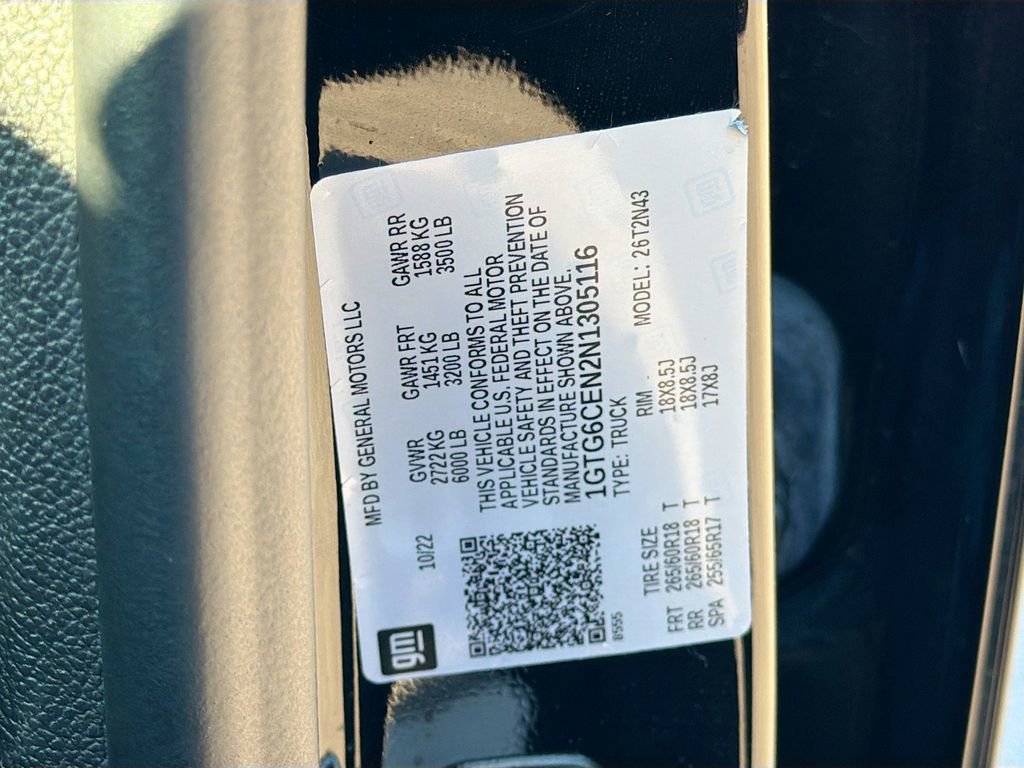 gm
MFD BY GENERAL MOTORS LLC
10/22 GVWR GAWR FRT GAWR RR
2722 KG 1451 KG 1588 KG
6000 LB 3200 LB 3500 LB
THIS VEHICLE CONFORMS TO ALL
APPLICABLE U.S. FEDERAL MOTOR
VEHICLE SAFETY AND THEFT PREVENTION
STANDARDS IN EFFECT ON THE DATE OF
MANUFACTURE SHOWN ABOVE.
1GTG6CEN2N1305116
8555 TYPE: TRUCK MODEL: 26T2N43
TIRE SIZE RIM
FRT 265/60R18 T 18X8.5J
RR 265/60R18 T 18X8.5J
SPA 255/65R17 T 17X8J
gm
gm
gm